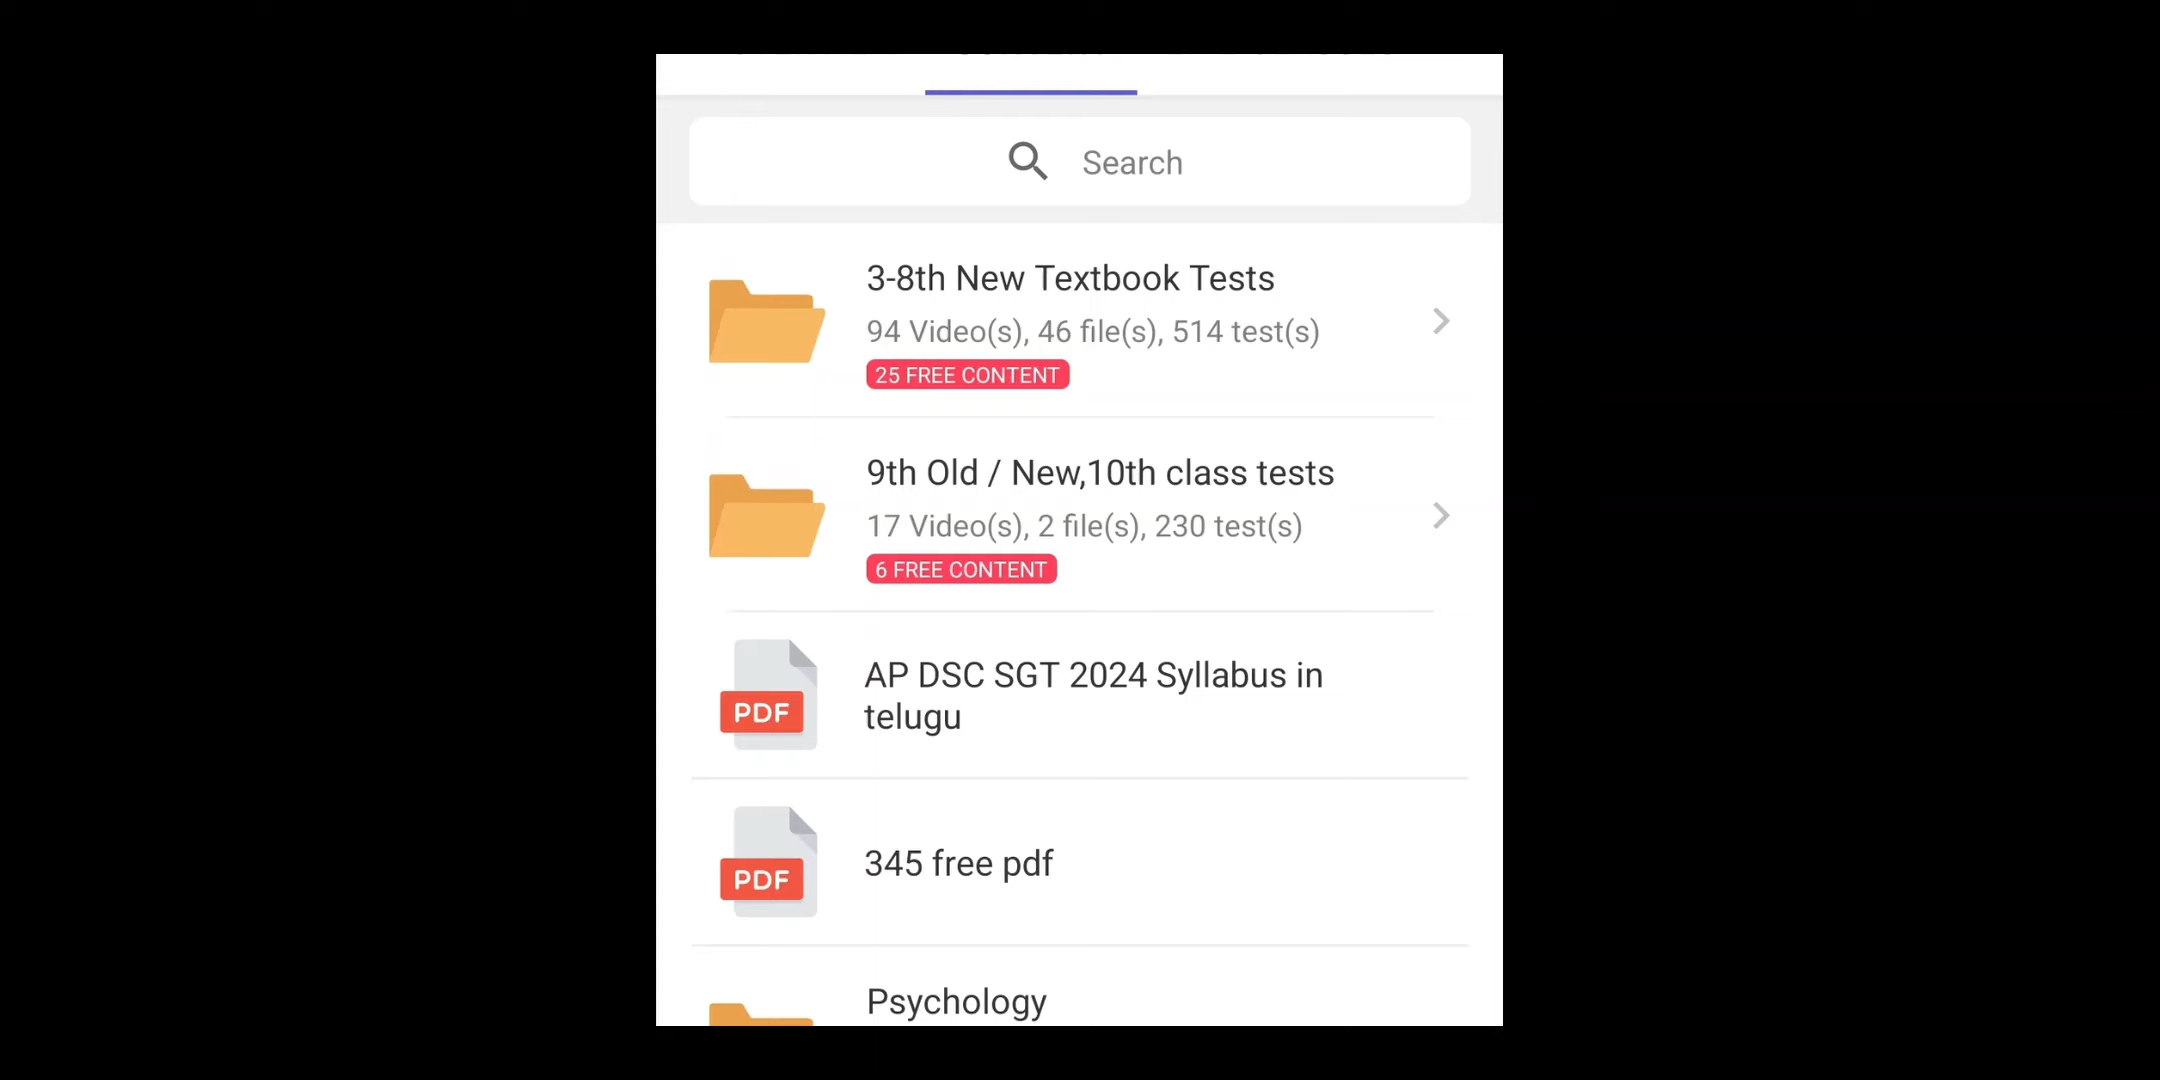 Search
3-8th New Textbook Tests
94 Video(s), 46 file(s), 514 test(s)
25 FREE CONTENT
9th Old / New,10th class tests
17 Video(s), 2 file(s), 230 test(s)
6 FREE CONTENT
PDF
AP DSC SGT 2024 Syllabus in
telugu
PDF
345 free pdf
Psychology